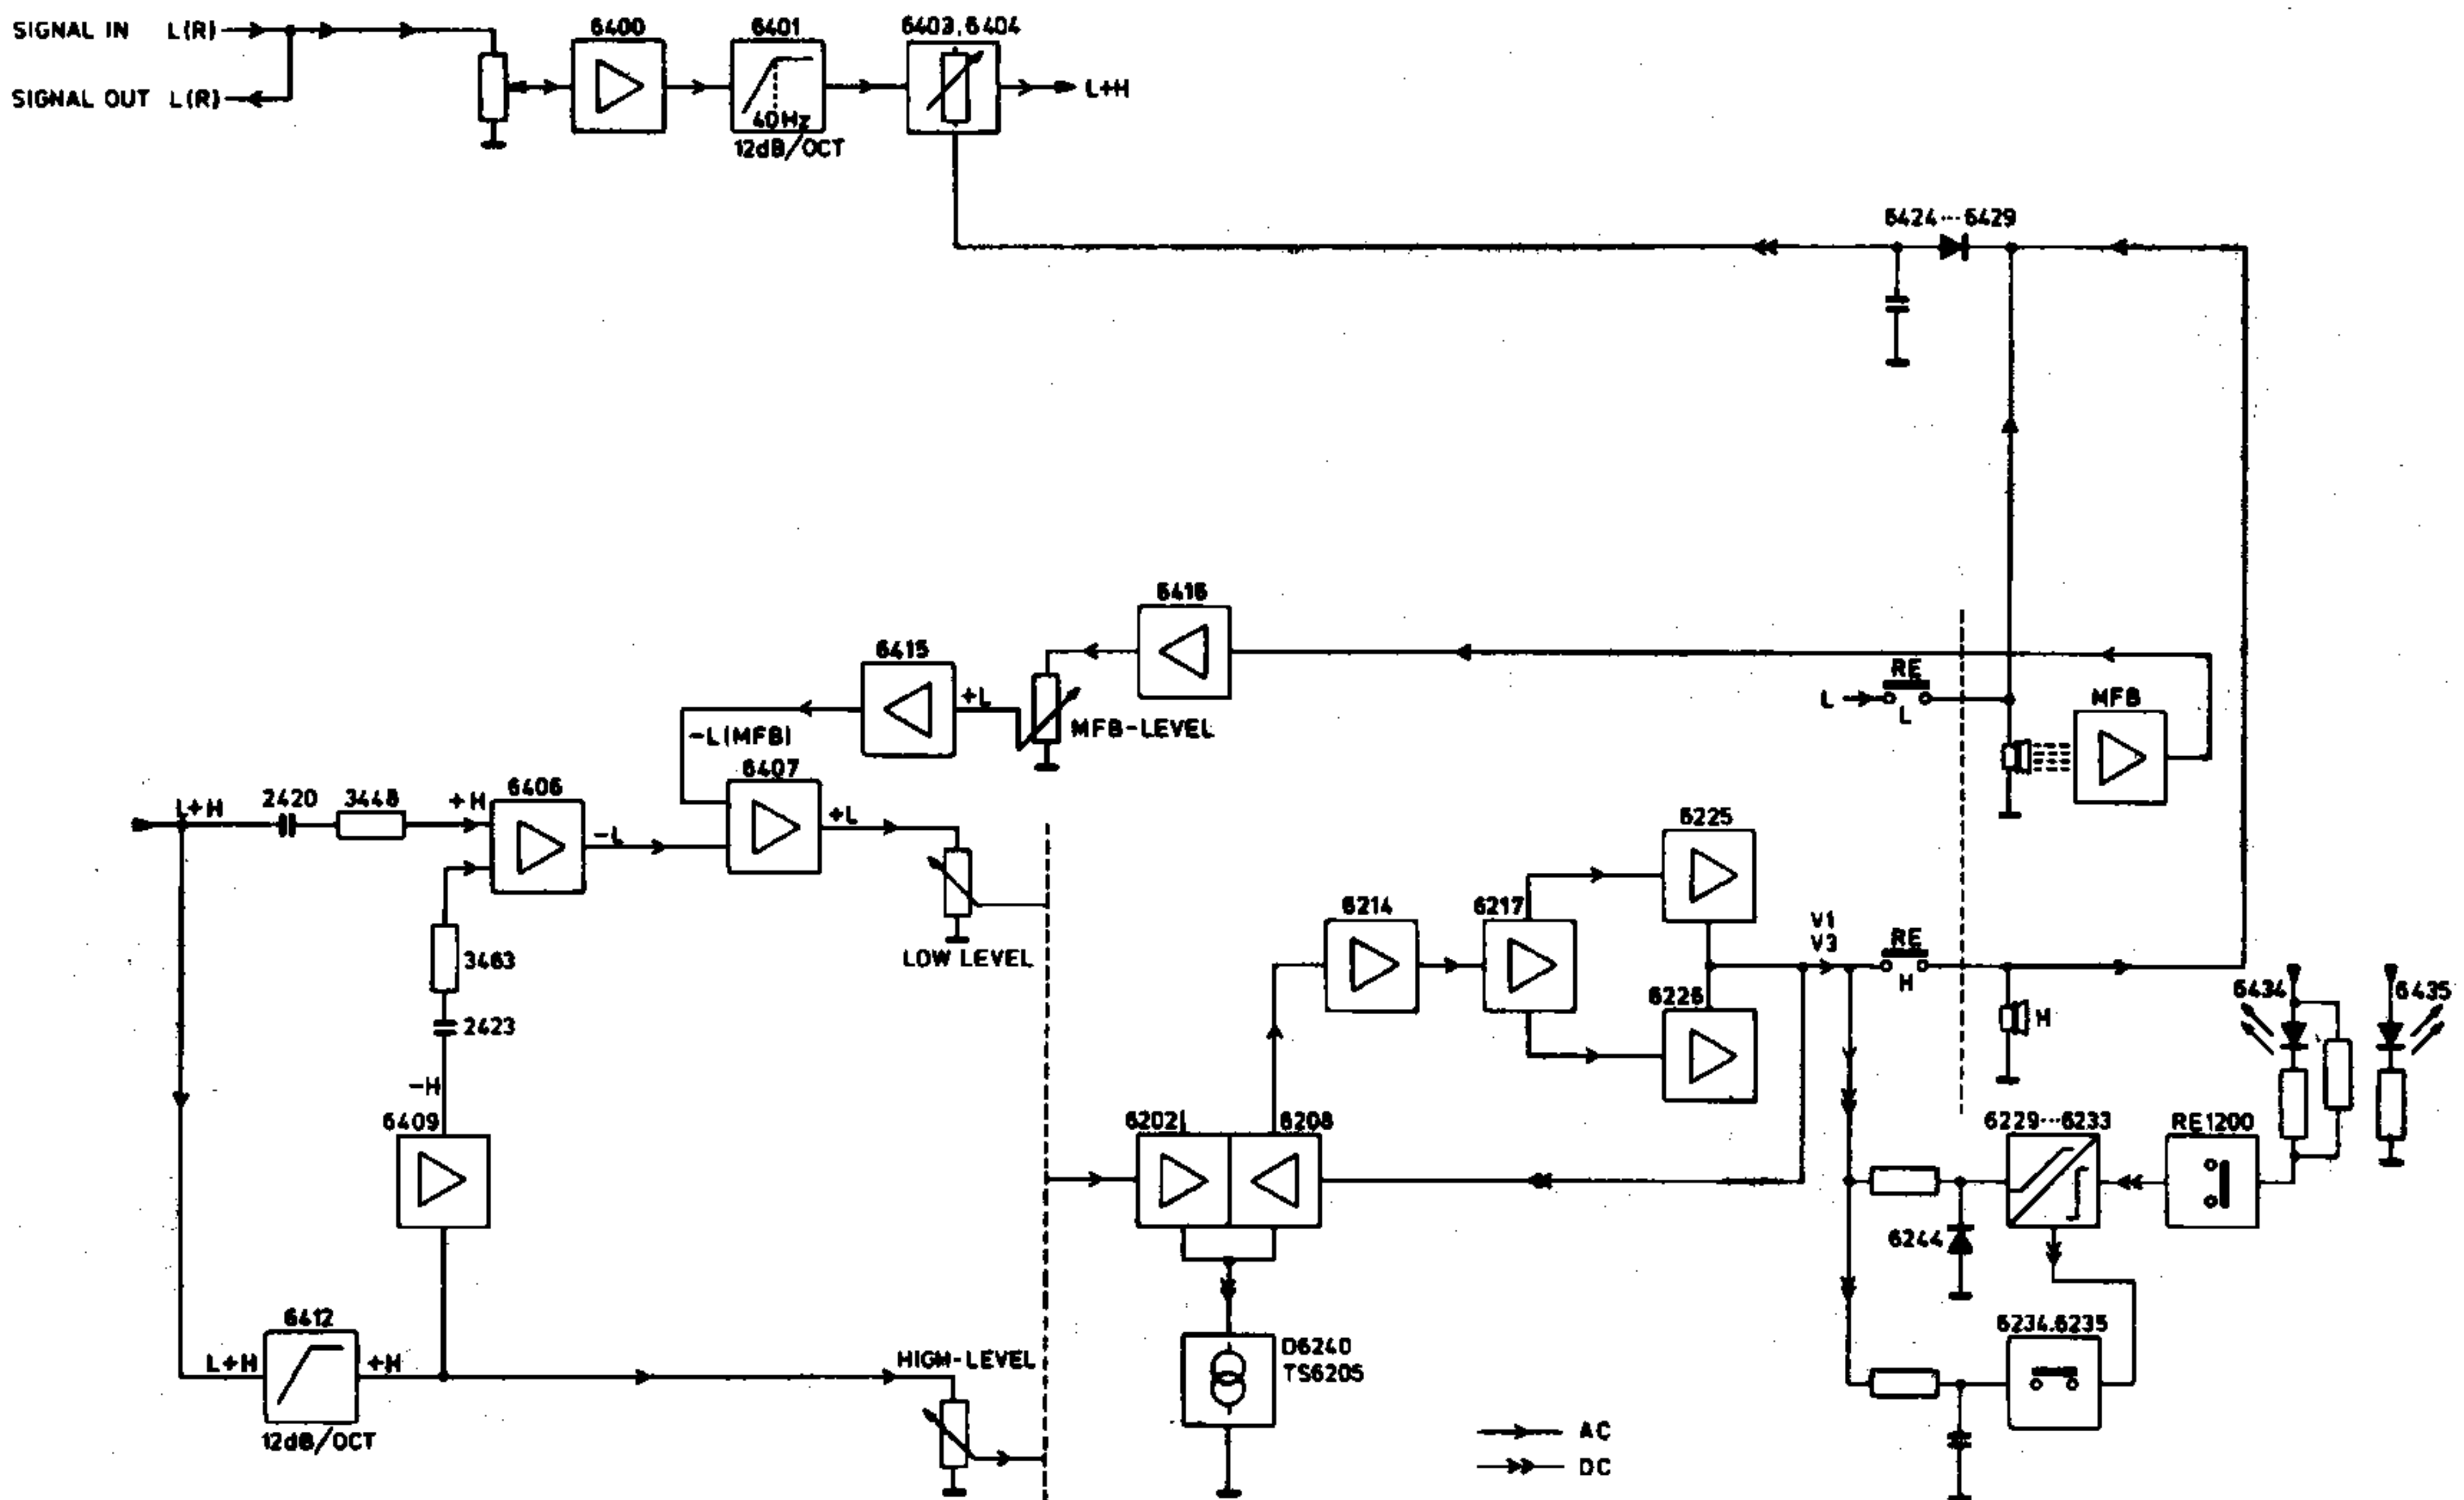 SIGNAL IN L(R)
SIGNAL OUT L(R)
6400
6401
40Hz
12dB/OCT
6403,6404
L+H
6424···6429
6416
6415
+L
MFB-LEVEL
-L(MFB)
RE
L
L
MFB
L+H
2420
3448
+H
6406
-L
6407
+L
LOW LEVEL
3463
2423
-H
6409
6225
6214
6217
6226
V1
V3
RE
H
H
6434
6435
6202
6208
6229···6233
RE1200
6244
6234.6235
6412
L+H
+H
12dB/OCT
HIGH-LEVEL
D6240
TS6205
AC
DC